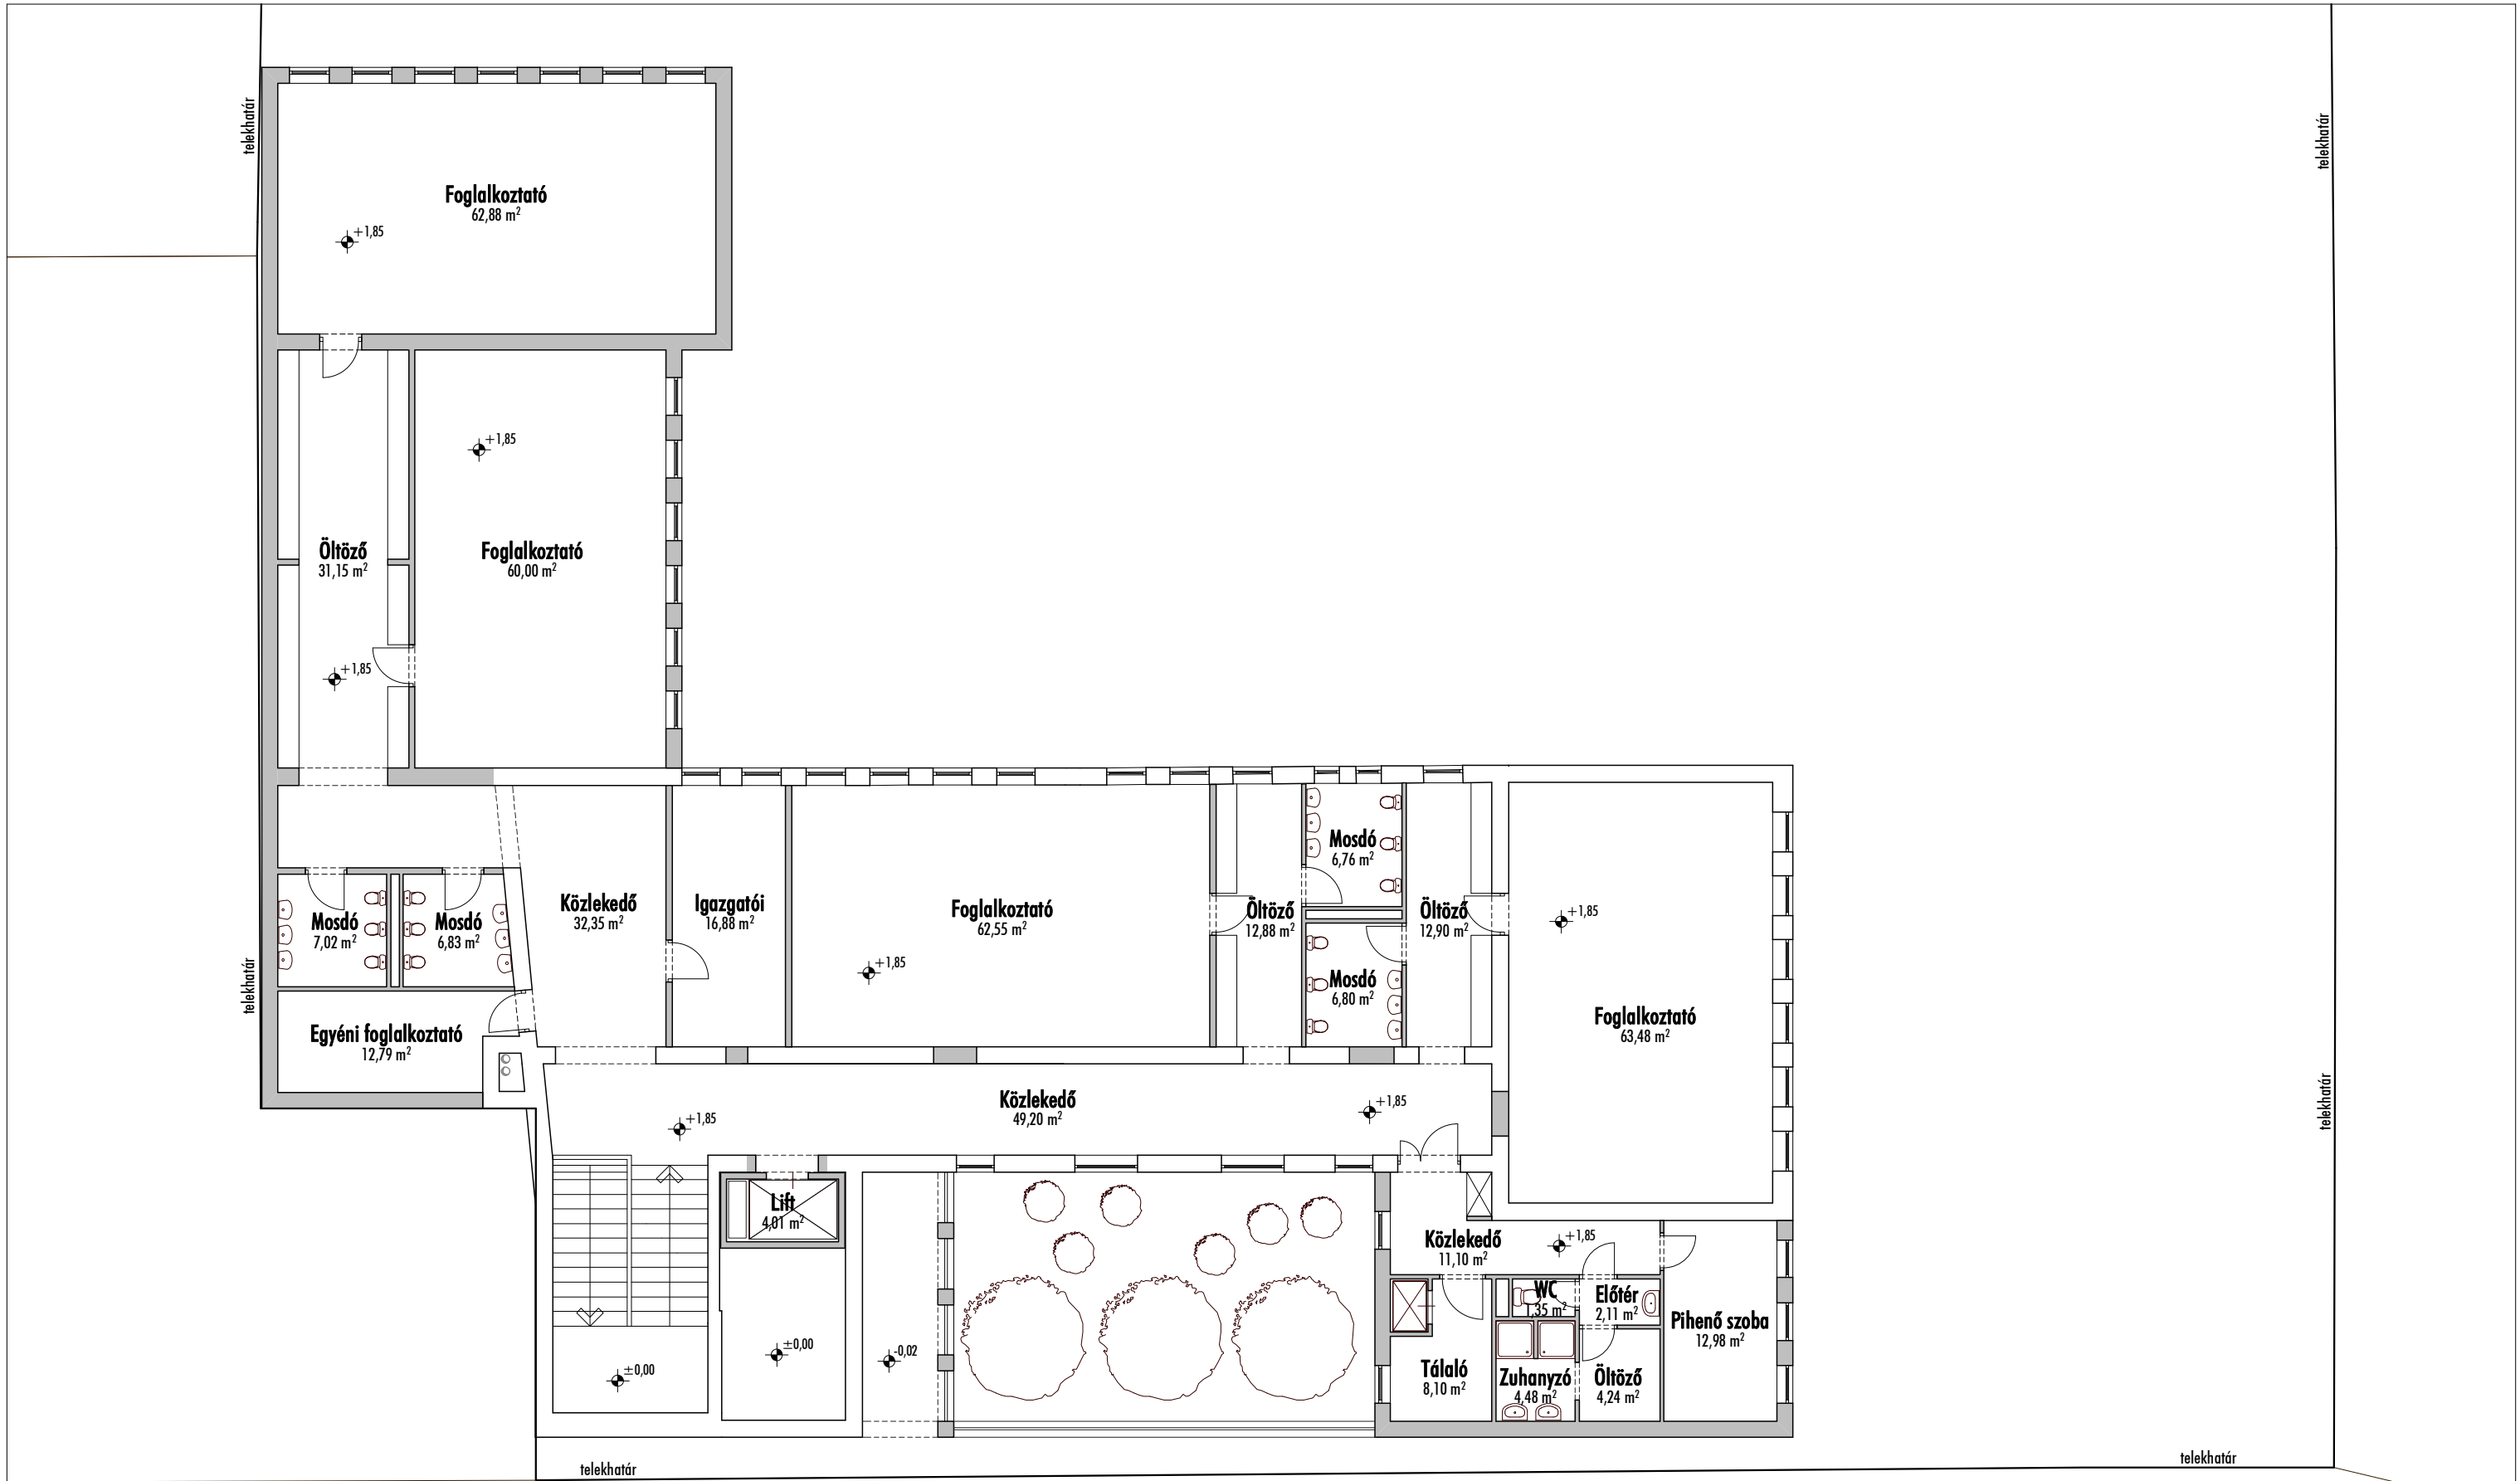 telekhatár
telekhatár
Foglalkoztató
62,88 m²
+1,85
+1,85
Öltöző
31,15 m²
Foglalkoztató
60,00 m²
+1,85
Mosdó
6,76 m²
Közlekedő
32,35 m²
Igazgatói
16,88 m²
Foglalkoztató
62,55 m²
Öltöző
12,88 m²
Öltöző
12,90 m²
+1,85
Mosdó
7,02 m²
Mosdó
6,83 m²
+1,85
Mosdó
6,80 m²
telekhatár
Foglalkoztató
63,48 m²
Egyéni foglalkoztató
12,79 m²
Közlekedő
49,20 m²
+1,85
+1,85
telekhatár
Lift
4,01 m²
Közlekedő
11,10 m²
+1,85
WC
1,35 m²
Előtér
2,11 m²
Pihenő szoba
12,98 m²
±0,00
-0,02
±0,00
Tálaló
8,10 m²
Zuhanyzó
4,48 m²
Öltöző
4,24 m²
telekhatár
telekhatár